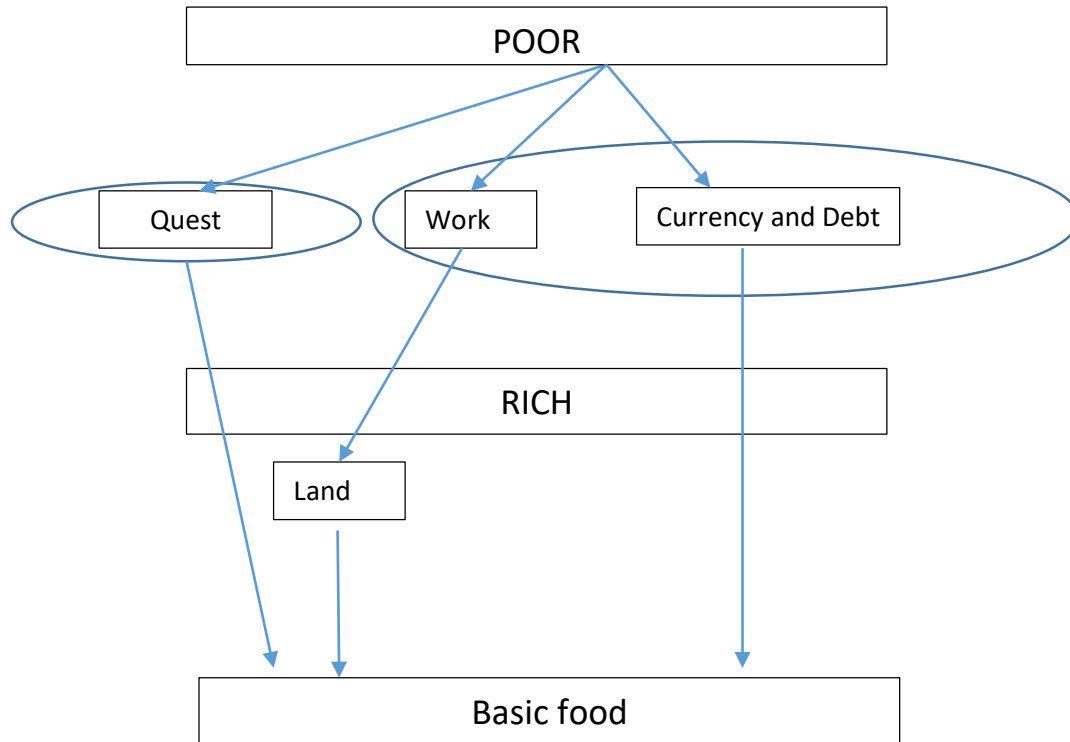 POOR
Quest
Work
Currency and Debt
RICH
Land
Basic food